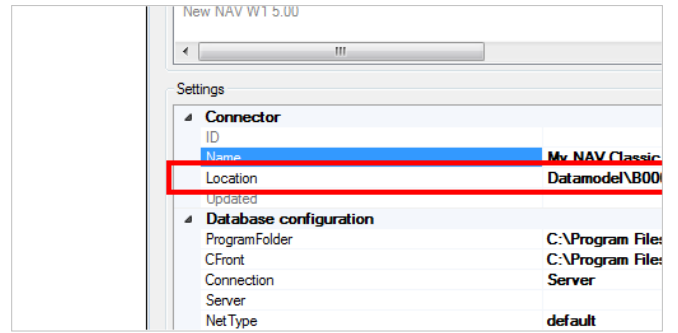 New NAV W1 5.00
Settings
Connector
ID
Name My NAV Classic
Location Datamodel\B00
Updated
Database configuration
ProgramFolder C:\Program Files
CFront C:\Program Files
Connection Server
Server
NetType default